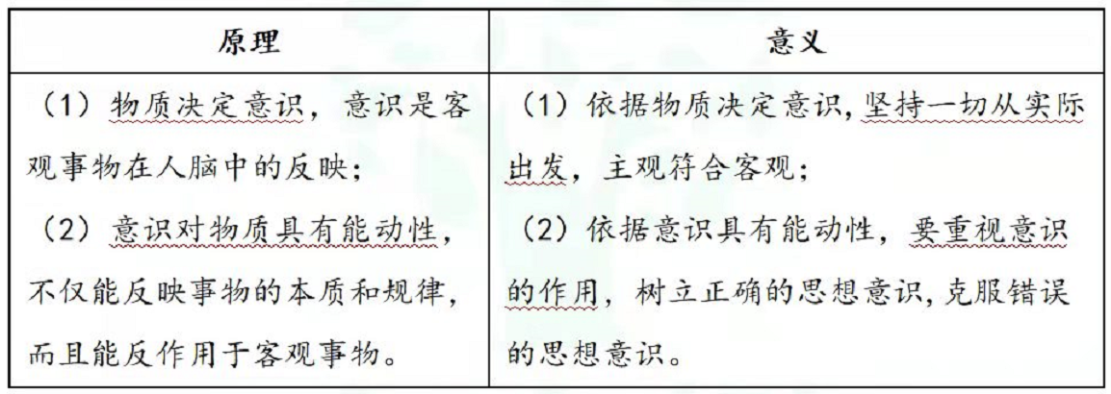 原理
意义
（1）物质决定意识，意识是客
观事物在人脑中的反映；
（2）意识对物质具有能动性，
不仅能反映事物的本质和规律，
而且能反作用于客观事物。
（1）依据物质决定意识,坚持一切从实际
出发，主观符合客观；
（2）依据意识具有能动性，要重视意识
的作用，树立正确的思想意识,克服错误
的思想意识。